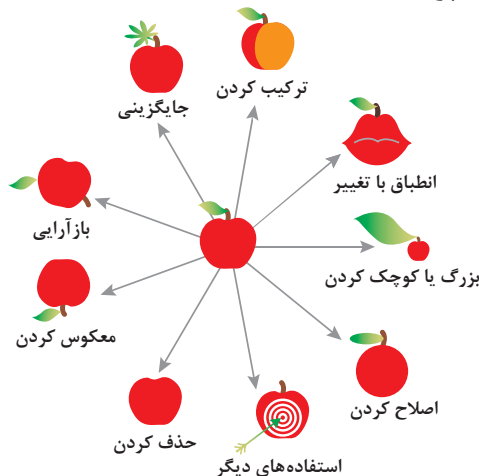 ترکیب کردن
جایگزینی
انطباق با تغییر
بازآرایی
بزرگ یا کوچک کردن
معکوس کردن
اصلاح کردن
حذف کردن
استفاده‌های دیگر